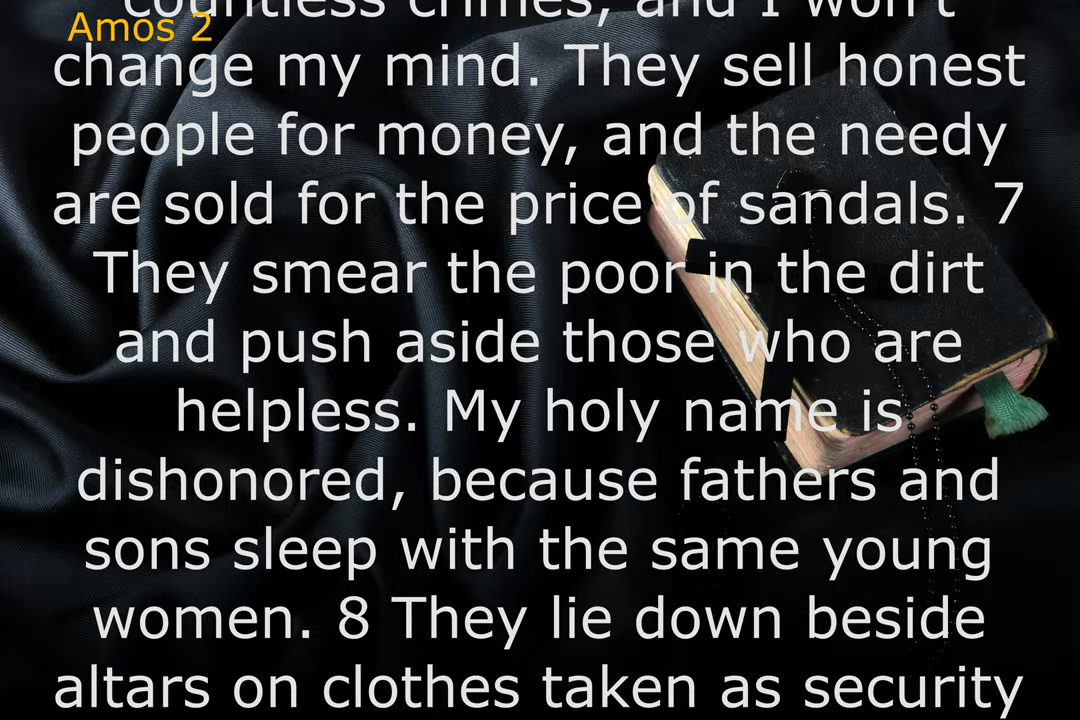 countless crimes, and I won't
Amos 2
change my mind. They sell honest
people for money, and the needy
are sold for the price of sandals. 7
They smear the poor in the dirt
and push aside those who are
helpless. My holy name is
dishonored, because fathers and
sons sleep with the same young
women. 8 They lie down beside
altars on clothes taken as security